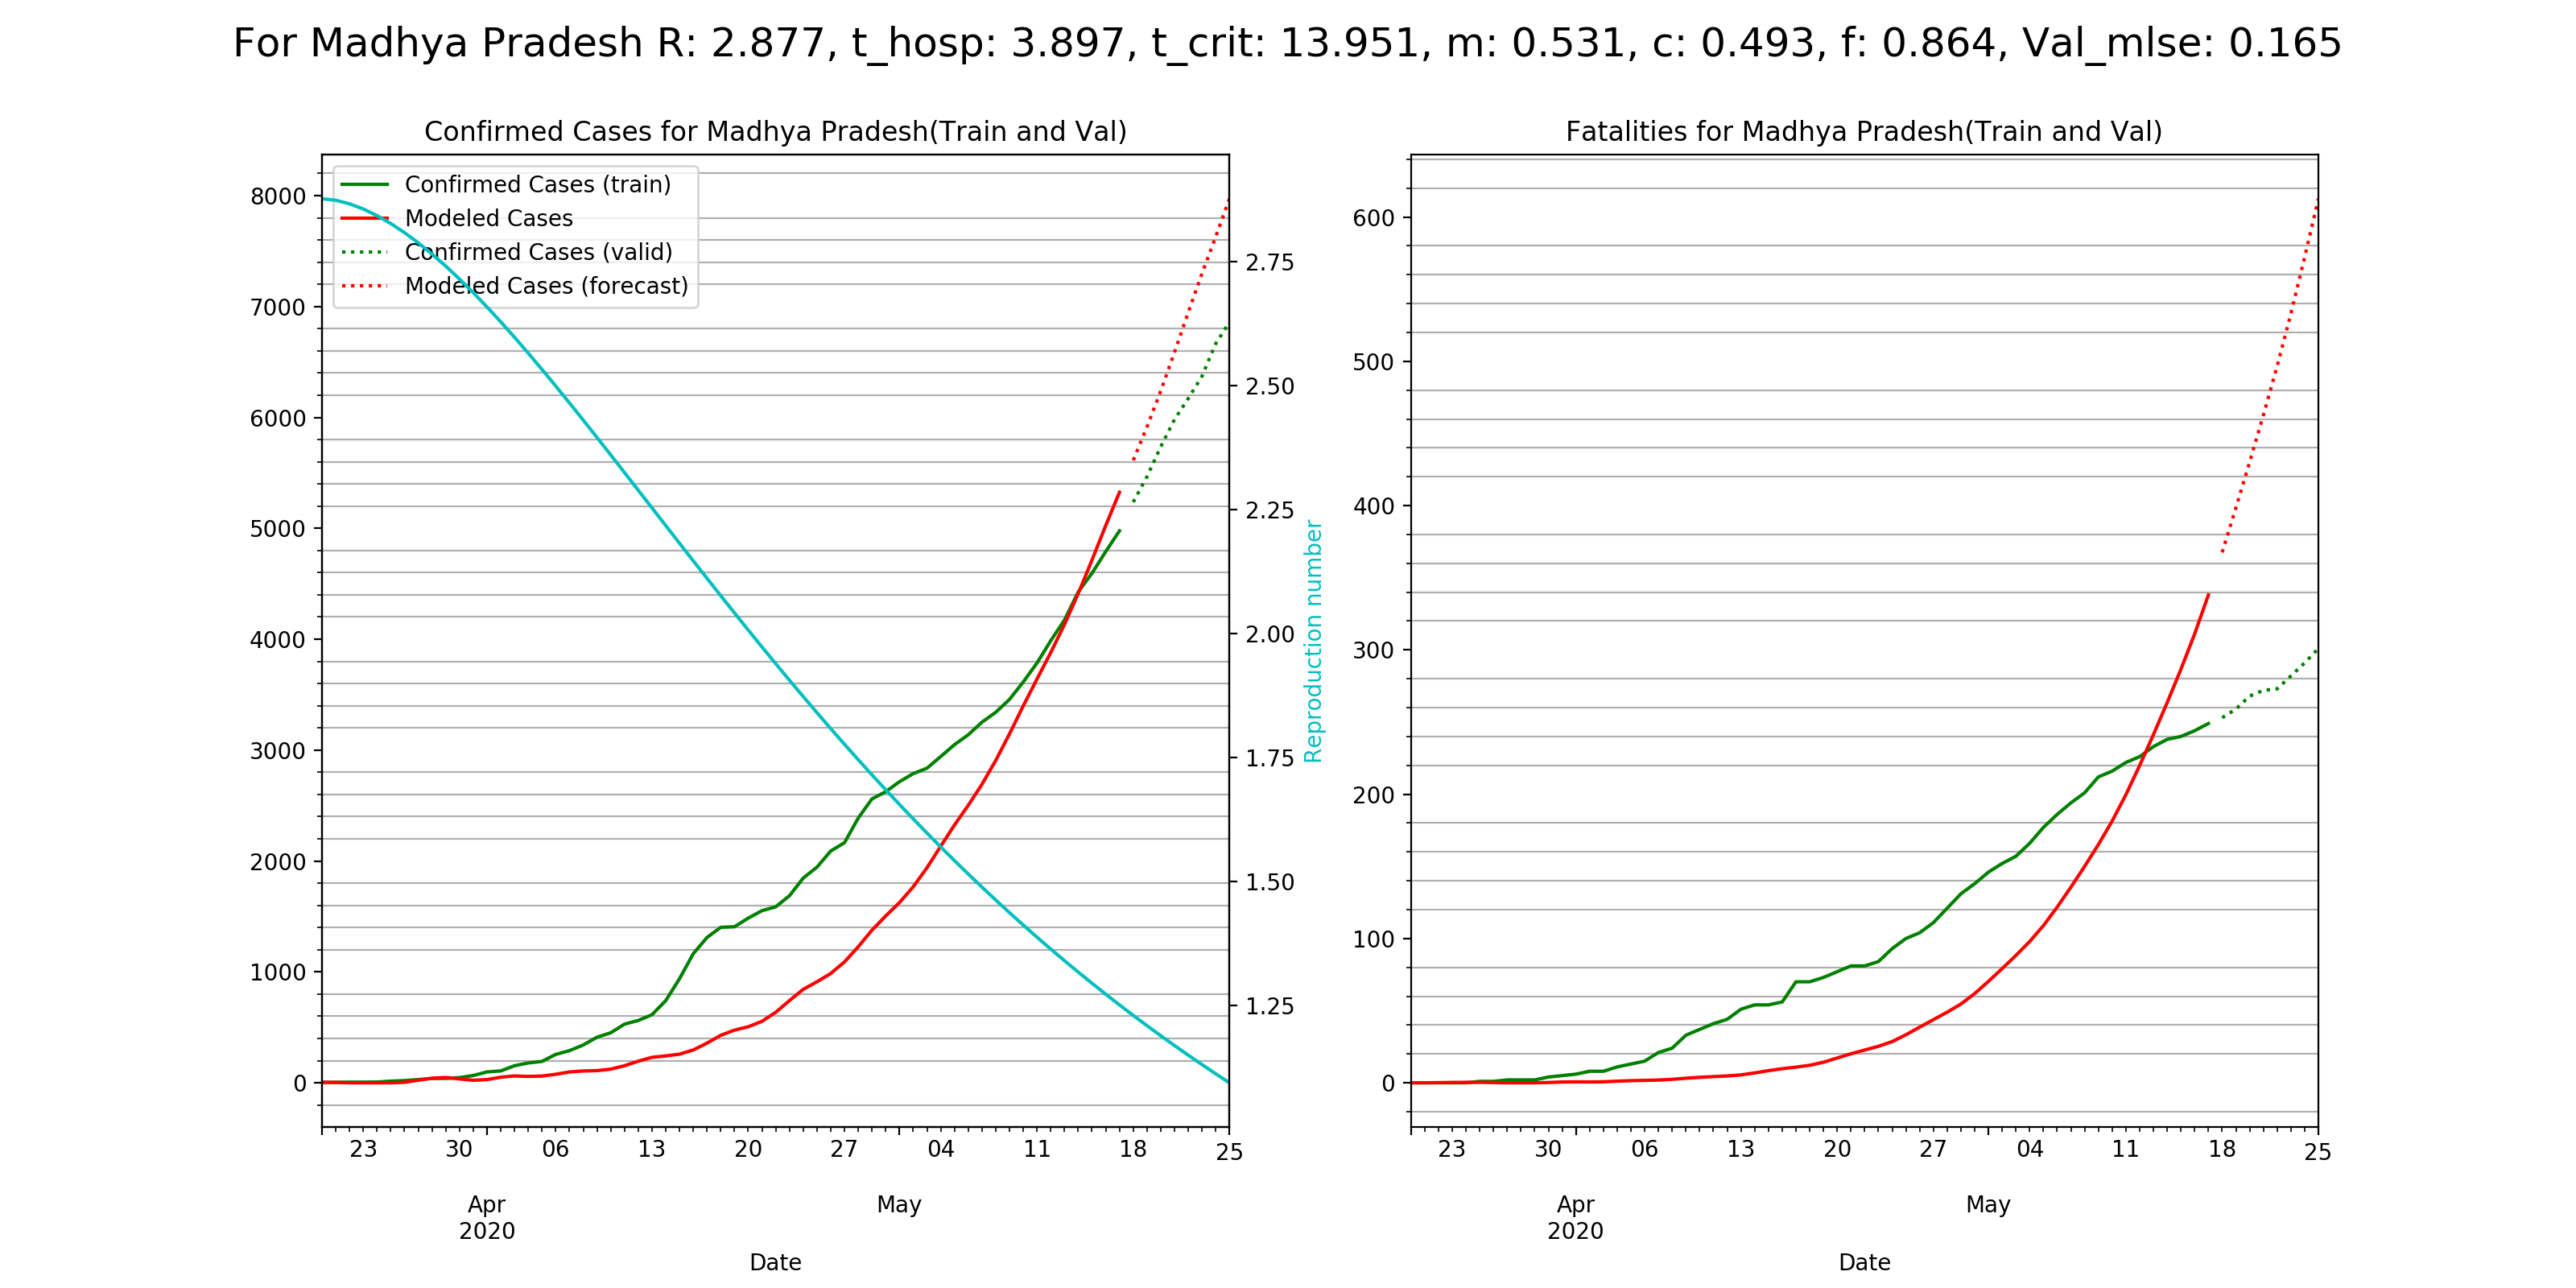 For Madhya Pradesh R: 2.877, t_hosp: 3.897, t_crit: 13.951, m: 0.531, c: 0.493, f: 0.864, Val_mlse: 0.165
Confirmed Cases for Madhya Pradesh(Train and Val)
Confirmed Cases (train)
Modeled Cases
Confirmed Cases (valid)
Modeled Cases (forecast)
8000
7000
6000
5000
4000
3000
2000
1000
0
2.75
2.50
2.25
2.00
1.75
1.50
1.25
Reproduction number
23 30 06 13 20 27 04 11 18 25
Apr May
2020
Date
Fatalities for Madhya Pradesh(Train and Val)
600
500
400
300
200
100
0
23 30 06 13 20 27 04 11 18 25
Apr May
2020
Date